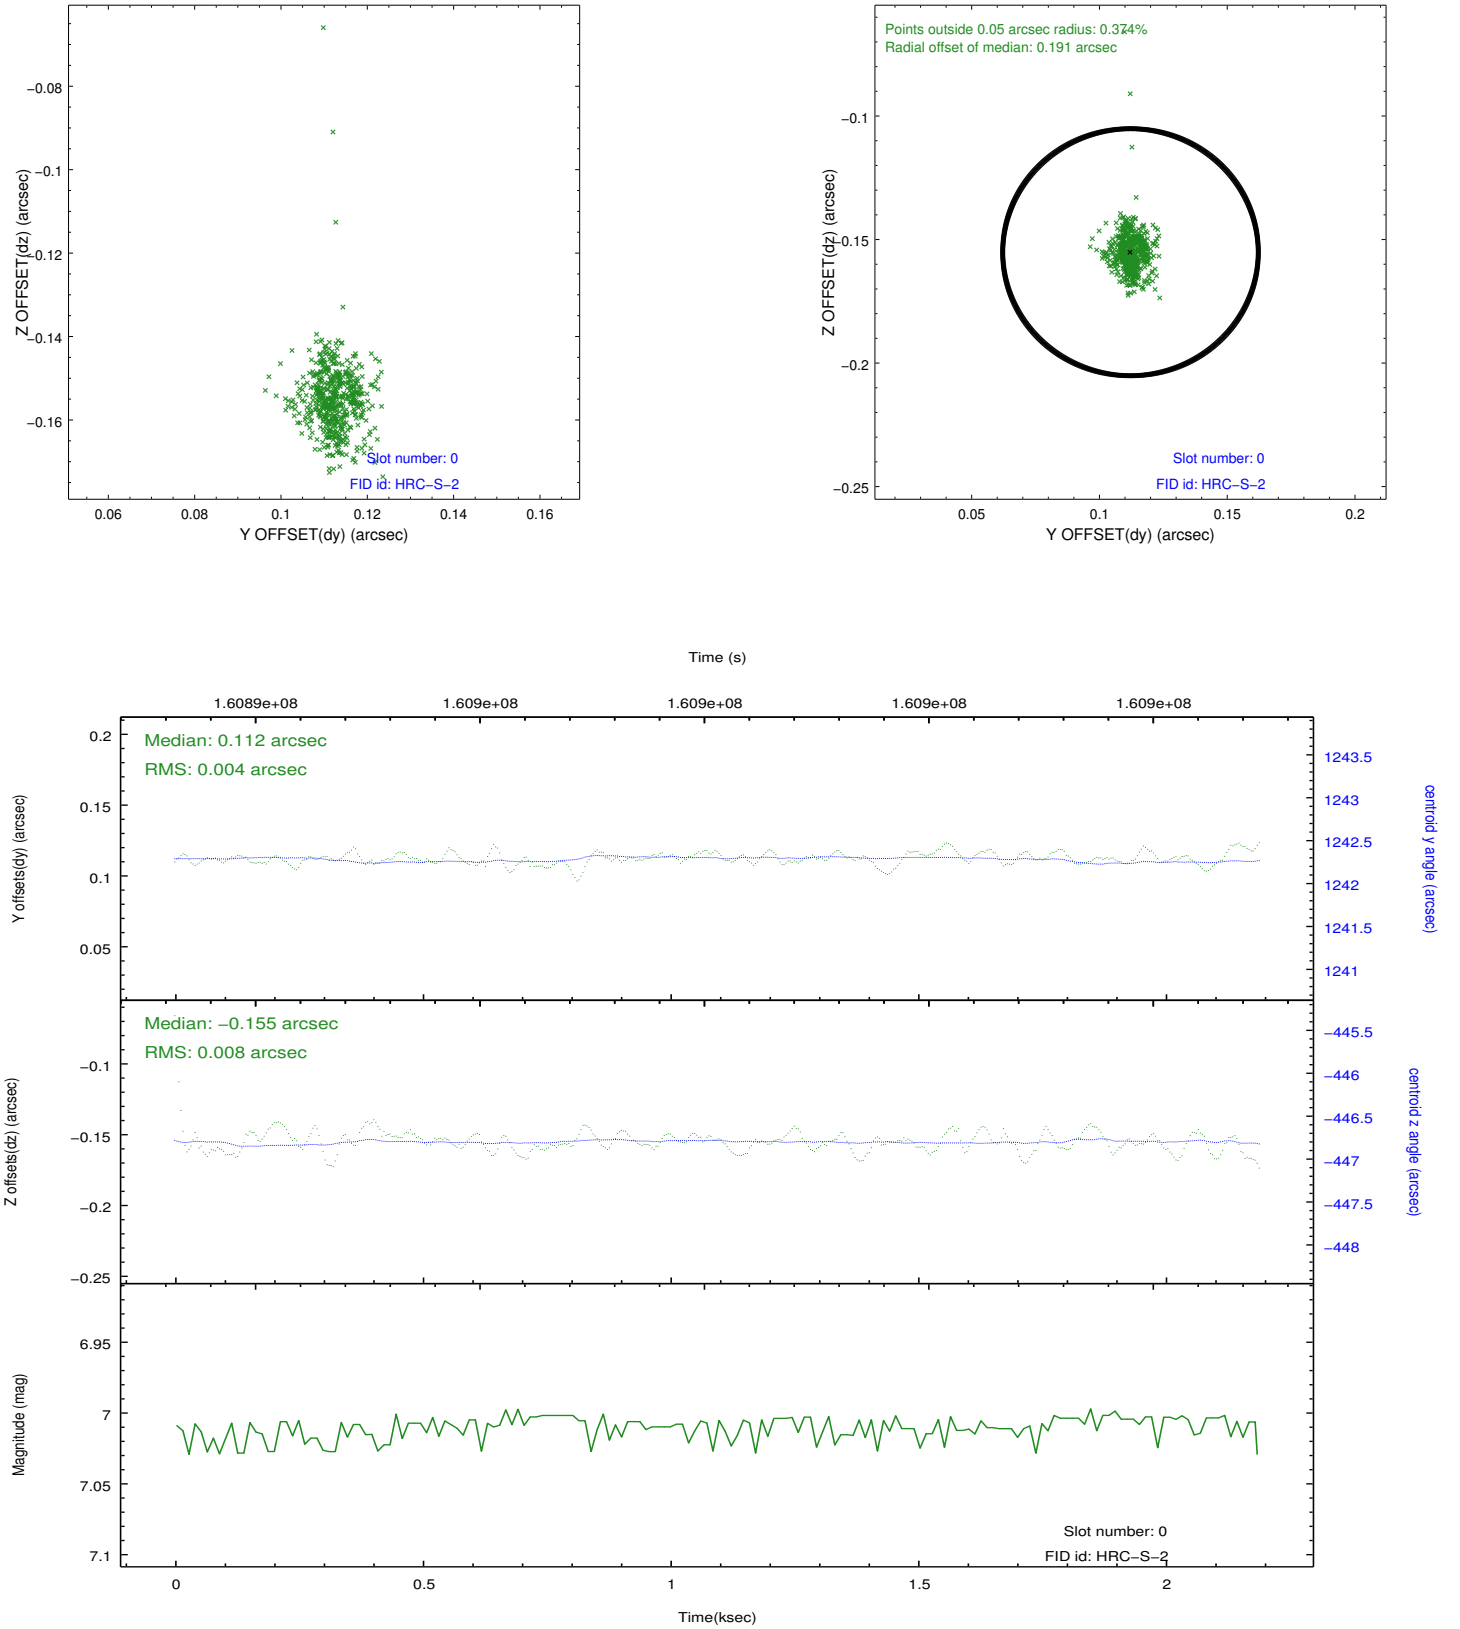 −0.08
−0.1
−0.12
−0.14
−0.16
Z OFFSET(dz) (arcsec)
Slot number: 0
FID id: HRC−S−2
0.06 0.08 0.1 0.12 0.14 0.16
Y OFFSET(dy) (arcsec)
Points outside 0.05 arcsec radius: 0.374%
Radial offset of median: 0.191 arcsec
−0.1
−0.15
−0.2
−0.25
Z OFFSET(dz) (arcsec)
Slot number: 0
FID id: HRC−S−2
0.05 0.1 0.15 0.2
Y OFFSET(dy) (arcsec)
Time (s)
1.6089e+08 1.609e+08 1.609e+08 1.609e+08 1.609e+08
Median: 0.112 arcsec
RMS: 0.004 arcsec
0.2
0.15
0.1
0.05
Y offsets(dy) (arcsec)
1243.5
1243
1242.5
1242
1241.5
1241
centroid y angle (arcsec)
Median: −0.155 arcsec
RMS: 0.008 arcsec
−0.1
−0.15
−0.2
−0.25
Z offsets(dz) (arcsec)
−445.5
−446
−446.5
−447
−447.5
−448
centroid z angle (arcsec)
6.95
7
7.05
7.1
Magnitude (mag)
Slot number: 0
FID id: HRC−S−2
0 0.5 1 1.5 2
Time(ksec)